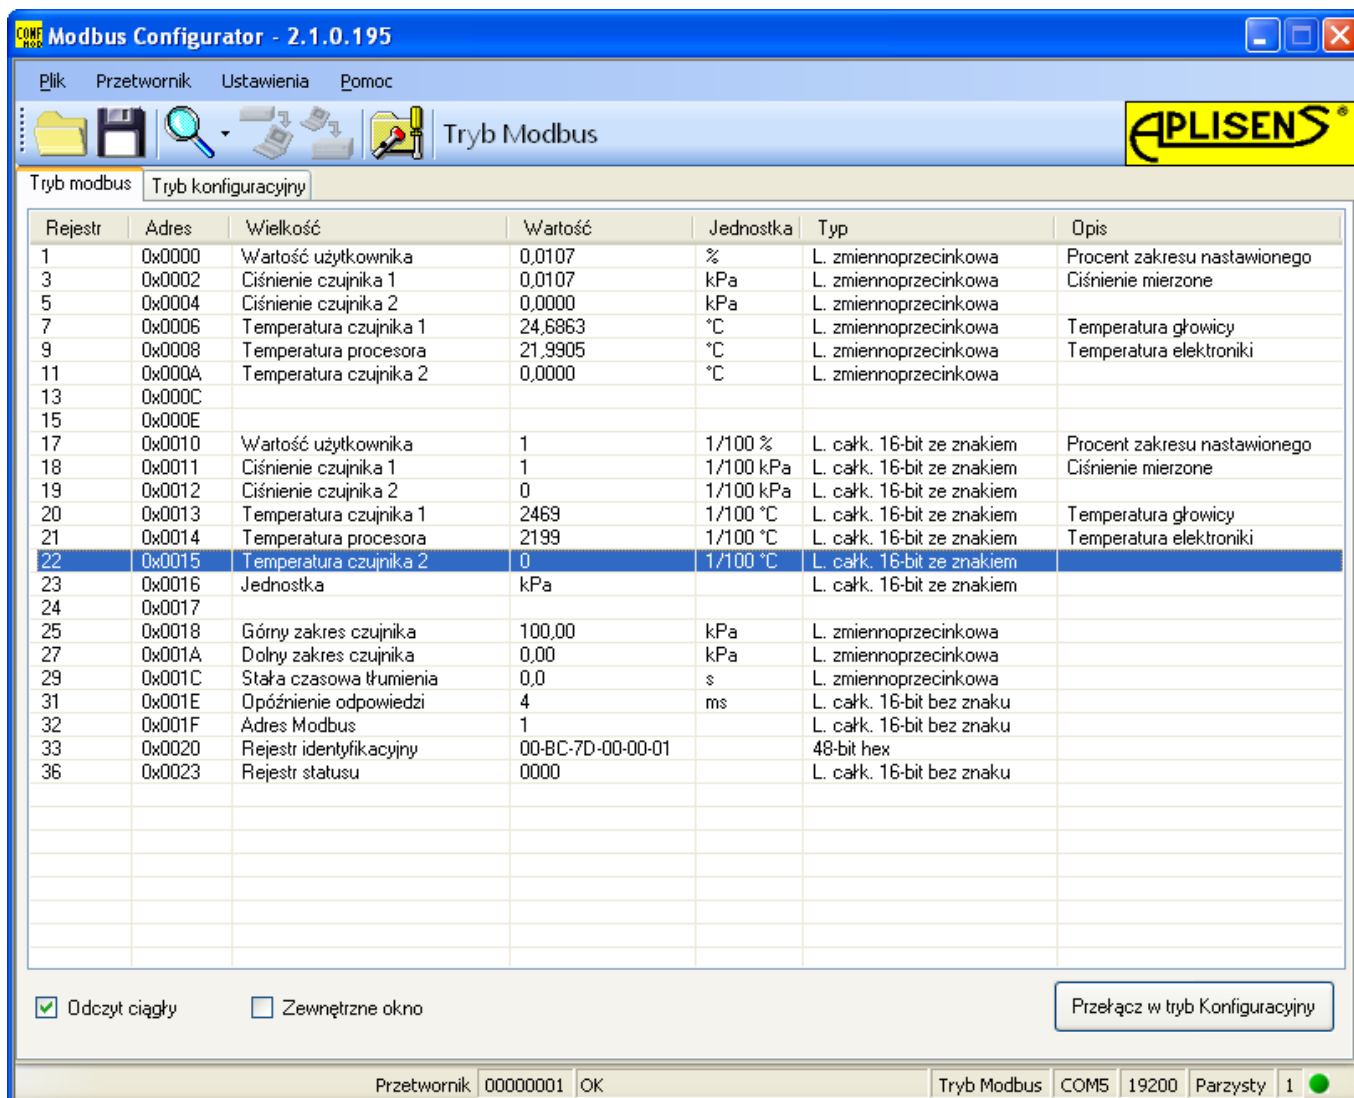 CONF MOD Modbus Configurator - 2.1.0.195
Plik Przetwornik Ustawienia Pomoc
Tryb Modbus APLISENS ®
Tryb modbus Tryb konfiguracyjny
Rejestr Adres Wielkość Wartość Jednostka Typ Opis
1 0x0000 Wartość użytkownika 0,0107 % L. zmiennoprzecinkowa Procent zakresu nastawionego
3 0x0002 Ciśnienie czujnika 1 0,0107 kPa L. zmiennoprzecinkowa Ciśnienie mierzone
5 0x0004 Ciśnienie czujnika 2 0,0000 kPa L. zmiennoprzecinkowa
7 0x0006 Temperatura czujnika 1 24,6863 °C L. zmiennoprzecinkowa Temperatura głowicy
9 0x0008 Temperatura procesora 21,9905 °C L. zmiennoprzecinkowa Temperatura elektroniki
11 0x000A Temperatura czujnika 2 0,0000 °C L. zmiennoprzecinkowa
13 0x000C
15 0x000E
17 0x0010 Wartość użytkownika 1 1/100 % L. całk. 16-bit ze znakiem Procent zakresu nastawionego
18 0x0011 Ciśnienie czujnika 1 1 1/100 kPa L. całk. 16-bit ze znakiem Ciśnienie mierzone
19 0x0012 Ciśnienie czujnika 2 0 1/100 kPa L. całk. 16-bit ze znakiem
20 0x0013 Temperatura czujnika 1 2469 1/100 °C L. całk. 16-bit ze znakiem Temperatura głowicy
21 0x0014 Temperatura procesora 2199 1/100 °C L. całk. 16-bit ze znakiem Temperatura elektroniki
22 0x0015 Temperatura czujnika 2 0 1/100 °C L. całk. 16-bit ze znakiem
23 0x0016 Jednostka kPa L. całk. 16-bit ze znakiem
24 0x0017
25 0x0018 Górny zakres czujnika 100,00 kPa L. zmiennoprzecinkowa
27 0x001A Dolny zakres czujnika 0,00 kPa L. zmiennoprzecinkowa
29 0x001C Stała czasowa tłumienia 0,0 s L. zmiennoprzecinkowa
31 0x001E Opóźnienie odpowiedzi 4 ms L. całk. 16-bit bez znaku
32 0x001F Adres Modbus 1 L. całk. 16-bit bez znaku
33 0x0020 Rejestr identyfikacyjny 00-BC-7D-00-00-01 48-bit hex
36 0x0023 Rejestr statusu 0000 L. całk. 16-bit bez znaku
Odczyt ciągły Zewnętrzne okno Przełącz w tryb Konfiguracyjny
Przetwornik 00000001 OK Tryb Modbus COM5 19200 Parzysty 1